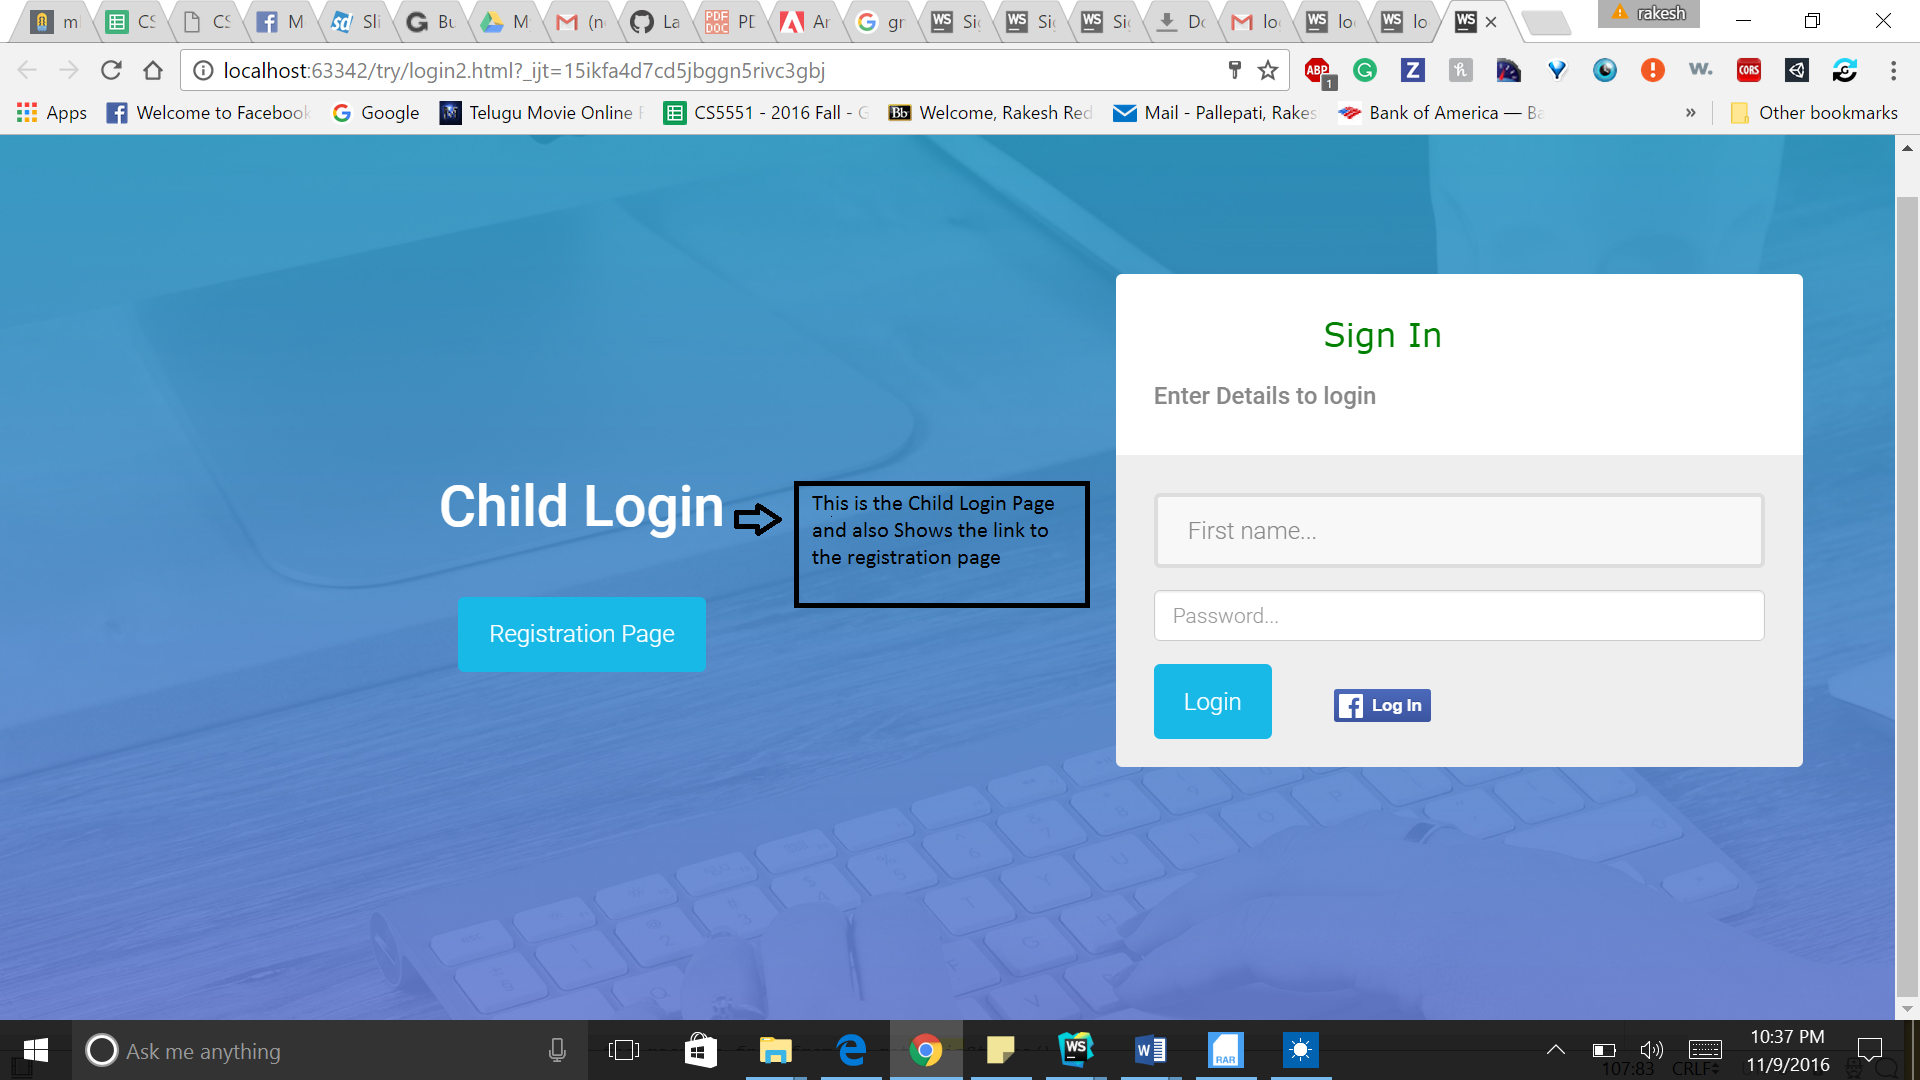 m CS CS M Sli Bu M (n La PD Ar gr Si Si Si Do lo lo lo rakesh
localhost:63342/try/login2.html?_ijt=15ikfa4d7cd5jbggn5rivc3gbj
Apps Welcome to Facebook Google Telugu Movie Online F CS5551 - 2016 Fall - G Welcome, Rakesh Red Mail - Pallepati, Rakes Bank of America — Ba » Other bookmarks
Sign In
Enter Details to login
Child Login
This is the Child Login Page
and also Shows the link to
the registration page
First name...
Password...
Registration Page
Login
Log In
Ask me anything
10:37 PM
11/9/2016
107:83 CRLF